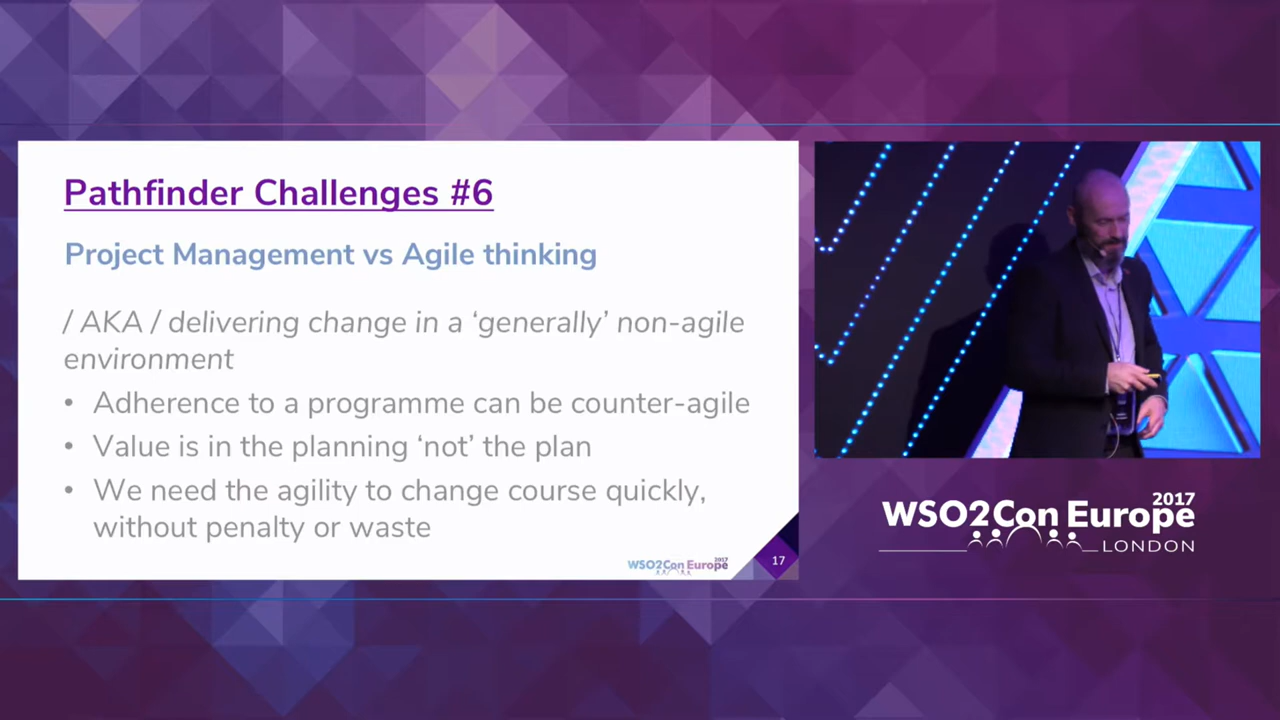 Pathfinder Challenges #6
Project Management vs Agile thinking
/ AKA / delivering change in a ‘generally’ non-agile
environment
• Adherence to a programme can be counter-agile
• Value is in the planning ‘not’ the plan
• We need the agility to change course quickly,
without penalty or waste
WSO2Con Europe 2017
17
WSO2Con Europe 2017
LONDON